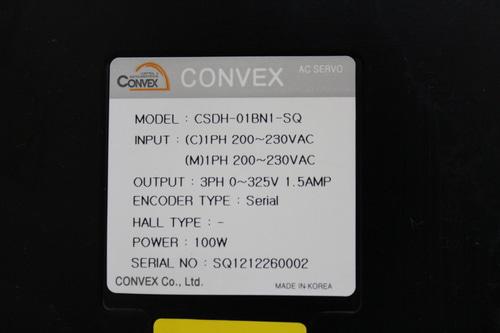 CONVEX
CONVEX AC SERVO
MODEL : CSDH-01BN1-SQ
INPUT : (C)1PH 200~230VAC
(M)1PH 200~230VAC
OUTPUT : 3PH 0~325V 1.5AMP
ENCODER TYPE : Serial
HALL TYPE : -
POWER : 100W
SERIAL NO : SQ1212260002
CONVEX Co., Ltd. MADE IN KOREA